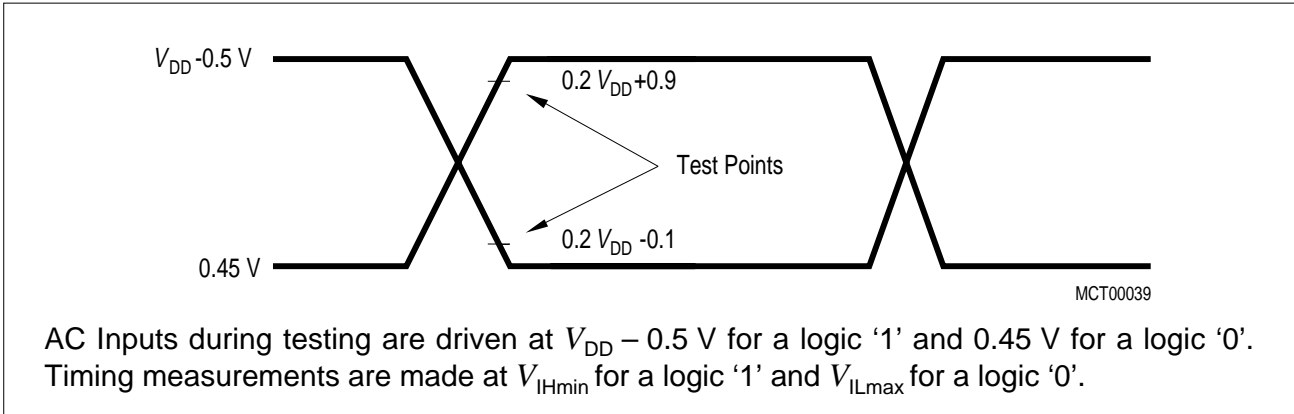 V_DD -0.5 V
0.2 V_DD+0.9
Test Points
0.2 V_DD -0.1
0.45 V
MCT00039
AC Inputs during testing are driven at V_DD – 0.5 V for a logic ‘1’ and 0.45 V for a logic ‘0’.
Timing measurements are made at V_IHmin for a logic ‘1’ and V_ILmax for a logic ‘0’.